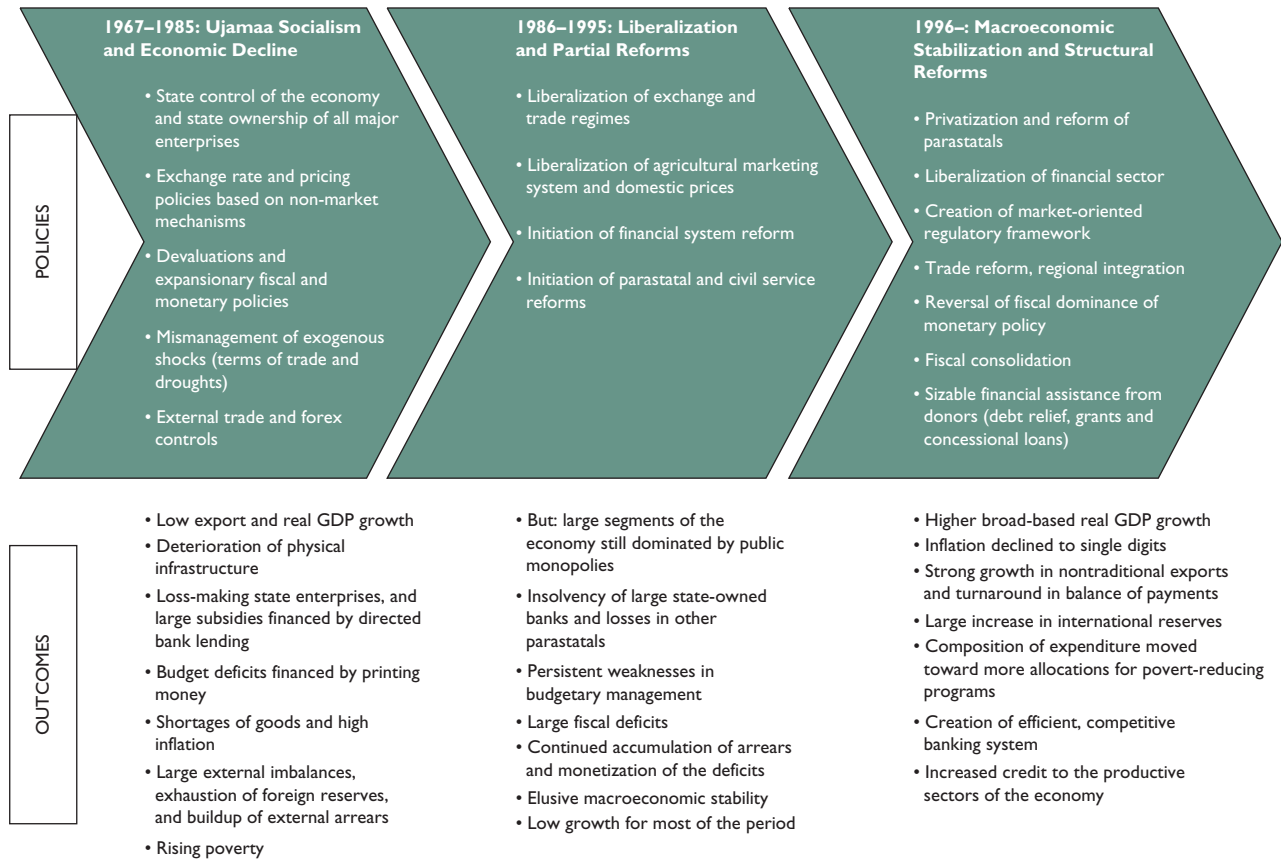 1967–1985: Ujamaa Socialism
and Economic Decline
• State control of the economy
and state ownership of all major
enterprises
• Exchange rate and pricing
policies based on non-market
mechanisms
• Devaluations and
expansionary fiscal and
monetary policies
• Mismanagement of exogenous
shocks (terms of trade and
droughts)
• External trade and forex
controls
1986–1995: Liberalization
and Partial Reforms
• Liberalization of exchange and
trade regimes
• Liberalization of agricultural marketing
system and domestic prices
• Initiation of financial system reform
• Initiation of parastatal and civil service
reforms
1996–: Macroeconomic
Stabilization and Structural
Reforms
• Privatization and reform of
parastatals
• Liberalization of financial sector
• Creation of market-oriented
regulatory framework
• Trade reform, regional integration
• Reversal of fiscal dominance of
monetary policy
• Fiscal consolidation
• Sizable financial assistance from
donors (debt relief, grants and
concessional loans)
POLICIES
• Low export and real GDP growth
• Deterioration of physical
infrastructure
• Loss-making state enterprises, and
large subsidies financed by directed
bank lending
• Budget deficits financed by printing
money
• Shortages of goods and high
inflation
• Large external imbalances,
exhaustion of foreign reserves,
and buildup of external arrears
• Rising poverty
• But: large segments of the
economy still dominated by public
monopolies
• Insolvency of large state-owned
banks and losses in other
parastatals
• Persistent weaknesses in
budgetary management
• Large fiscal deficits
• Continued accumulation of arrears
and monetization of the deficits
• Elusive macroeconomic stability
• Low growth for most of the period
• Higher broad-based real GDP growth
• Inflation declined to single digits
• Strong growth in nontraditional exports
and turnaround in balance of payments
• Large increase in international reserves
• Composition of expenditure moved
toward more allocations for povert-reducing
programs
• Creation of efficient, competitive
banking system
• Increased credit to the productive
sectors of the economy
OUTCOMES